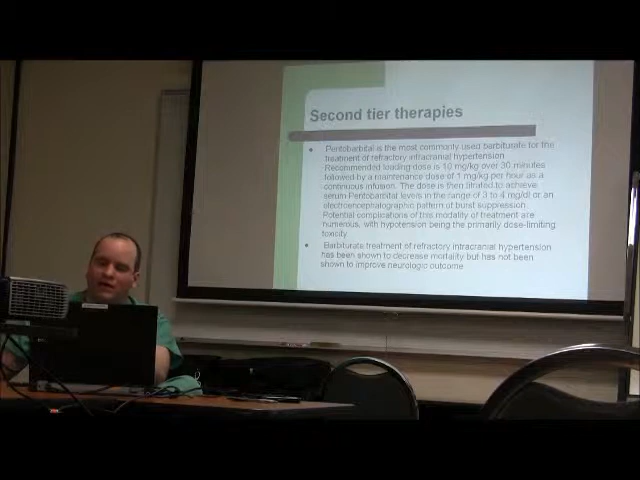 Second tier therapies
Pentobarbital is the most commonly used barbiturate for the
treatment of refractory intracranial hypertension
Recommended loading dose is 10 mg/kg over 30 minutes
followed by a maintenance dose of 1 mg/kg per hour as a
continuous infusion. The dose is then titrated to achieve
serum Pentobarbital levels in the range of 3 to 4 mg/dl or an
electroencephalographic pattern of burst suppression.
Potential complications of this modality of treatment are
numerous, with hypotension being the primarily dose-limiting
toxicity.
Barbiturate treatment of refractory intracranial hypertension
has been shown to decrease mortality but has not been
shown to improve neurologic outcome